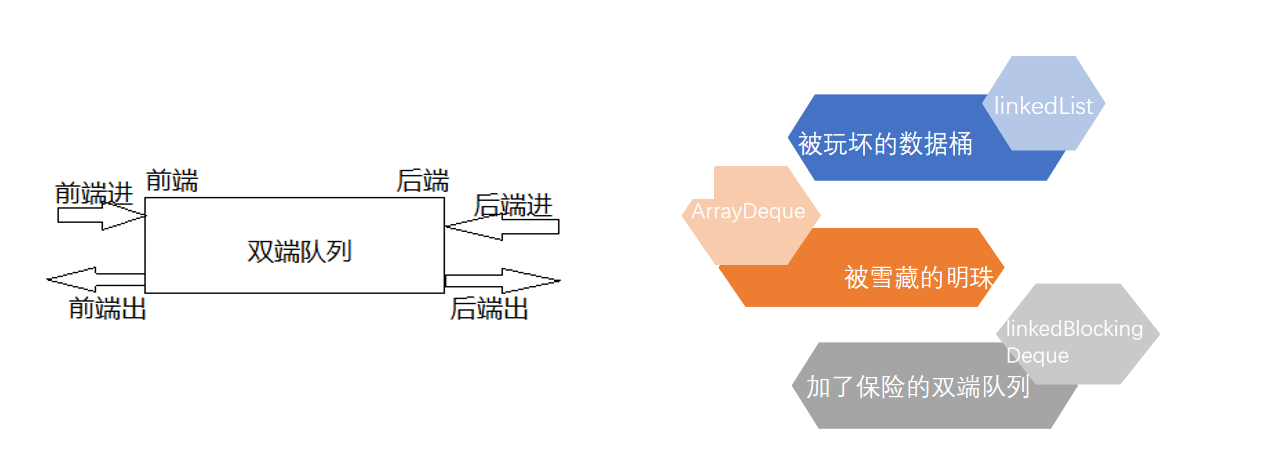 前端
后端
前端进
后端进
双端队列
前端出
后端出
linkedList
被玩坏的数据桶
ArrayDeque
被雪藏的明珠
linkedBlocking
Deque
加了保险的双端队列